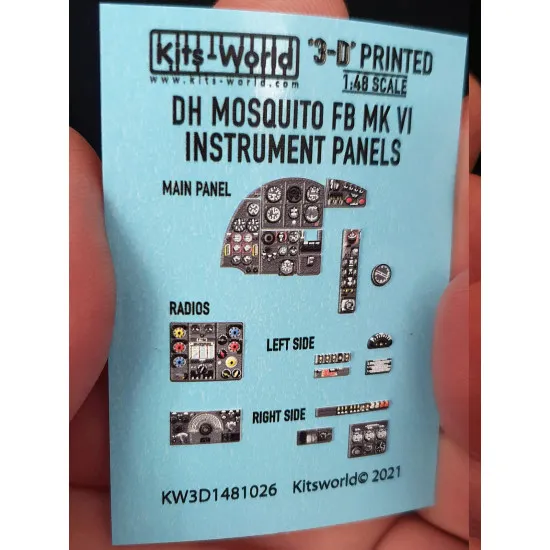 Kits-World
www.kits-world.com
'3-D' PRINTED
1:48 SCALE
DH MOSQUITO FB MK VI
INSTRUMENT PANELS
MAIN PANEL
RADIOS
LEFT SIDE
RIGHT SIDE
KW3D1481026 Kitsworld© 2021